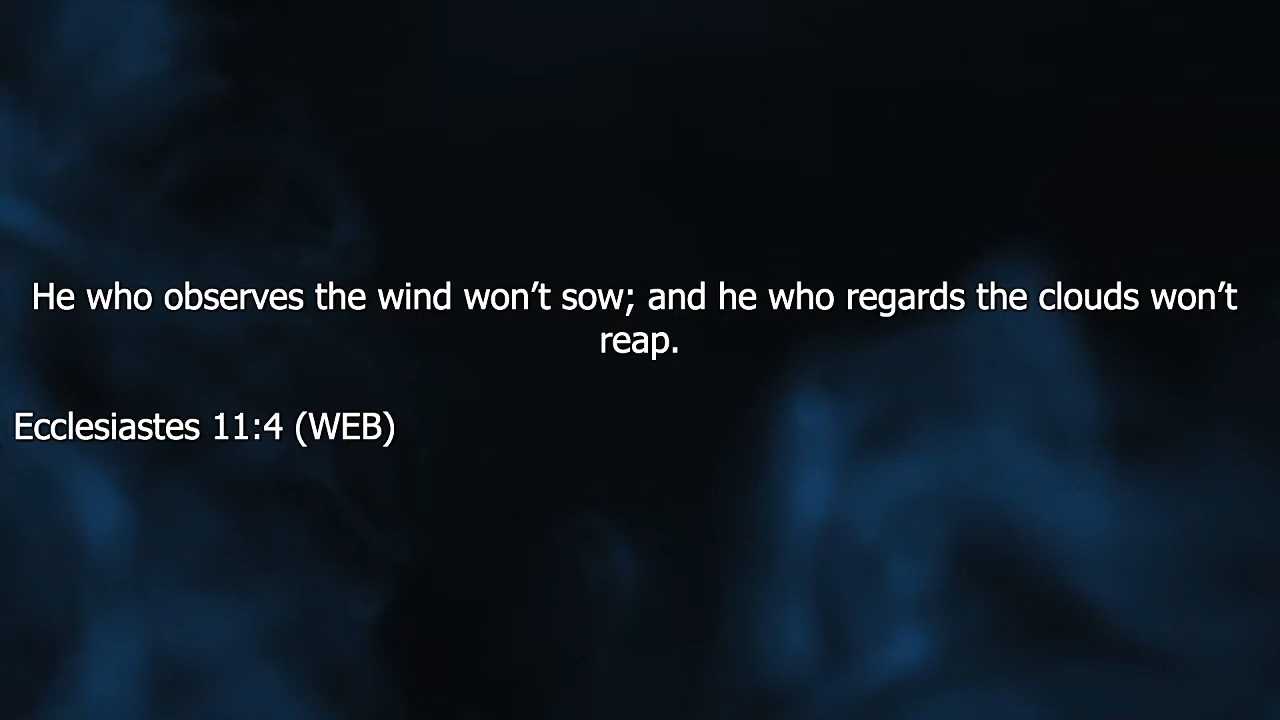 He who observes the wind won’t sow; and he who regards the clouds won’t
reap.
Ecclesiastes 11:4 (WEB)